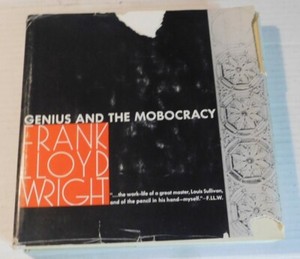 GENIUS AND THE MOBOCRACY
FRANK
LLOYD
WRIGH
"...the work-life of a great master, Louis Sullivan,
and of the pencil in his hand—myself."-F.LL.W.